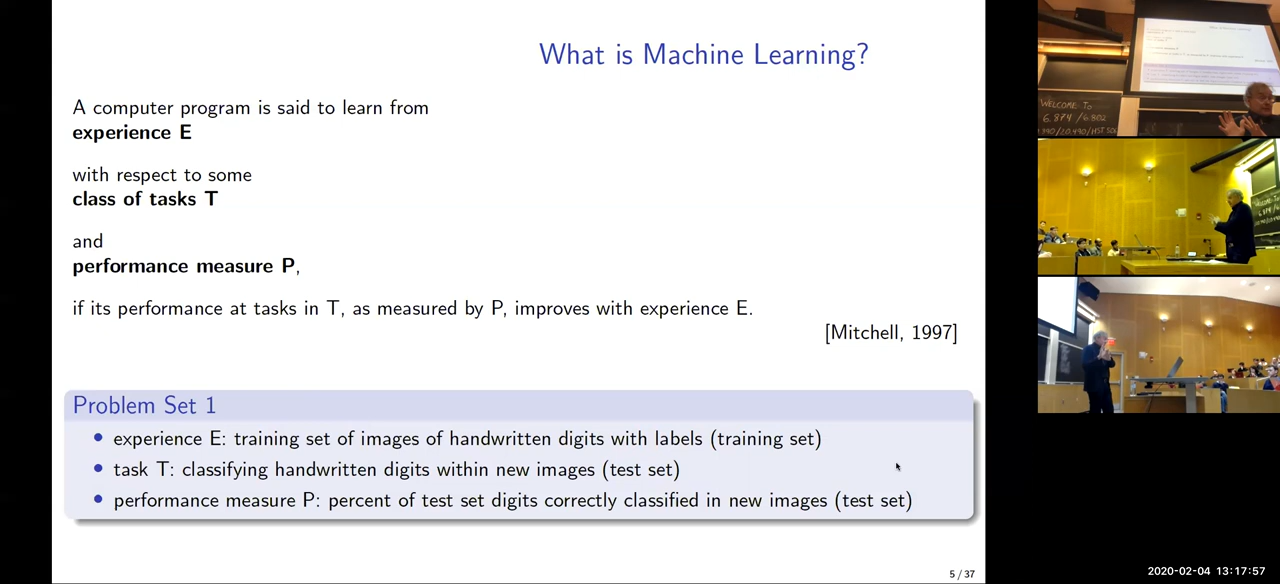 What is Machine Learning?
A computer program is said to learn from
experience E
with respect to some
class of tasks T
and
performance measure P,
if its performance at tasks in T, as measured by P, improves with experience E.
[Mitchell, 1997]
Problem Set 1
• experience E: training set of images of handwritten digits with labels (training set)
• task T: classifying handwritten digits within new images (test set)
• performance measure P: percent of test set digits correctly classified in new images (test set)
5 / 37
WELCOME TO
6.874 / 6.802
2020-02-04 13:17:57